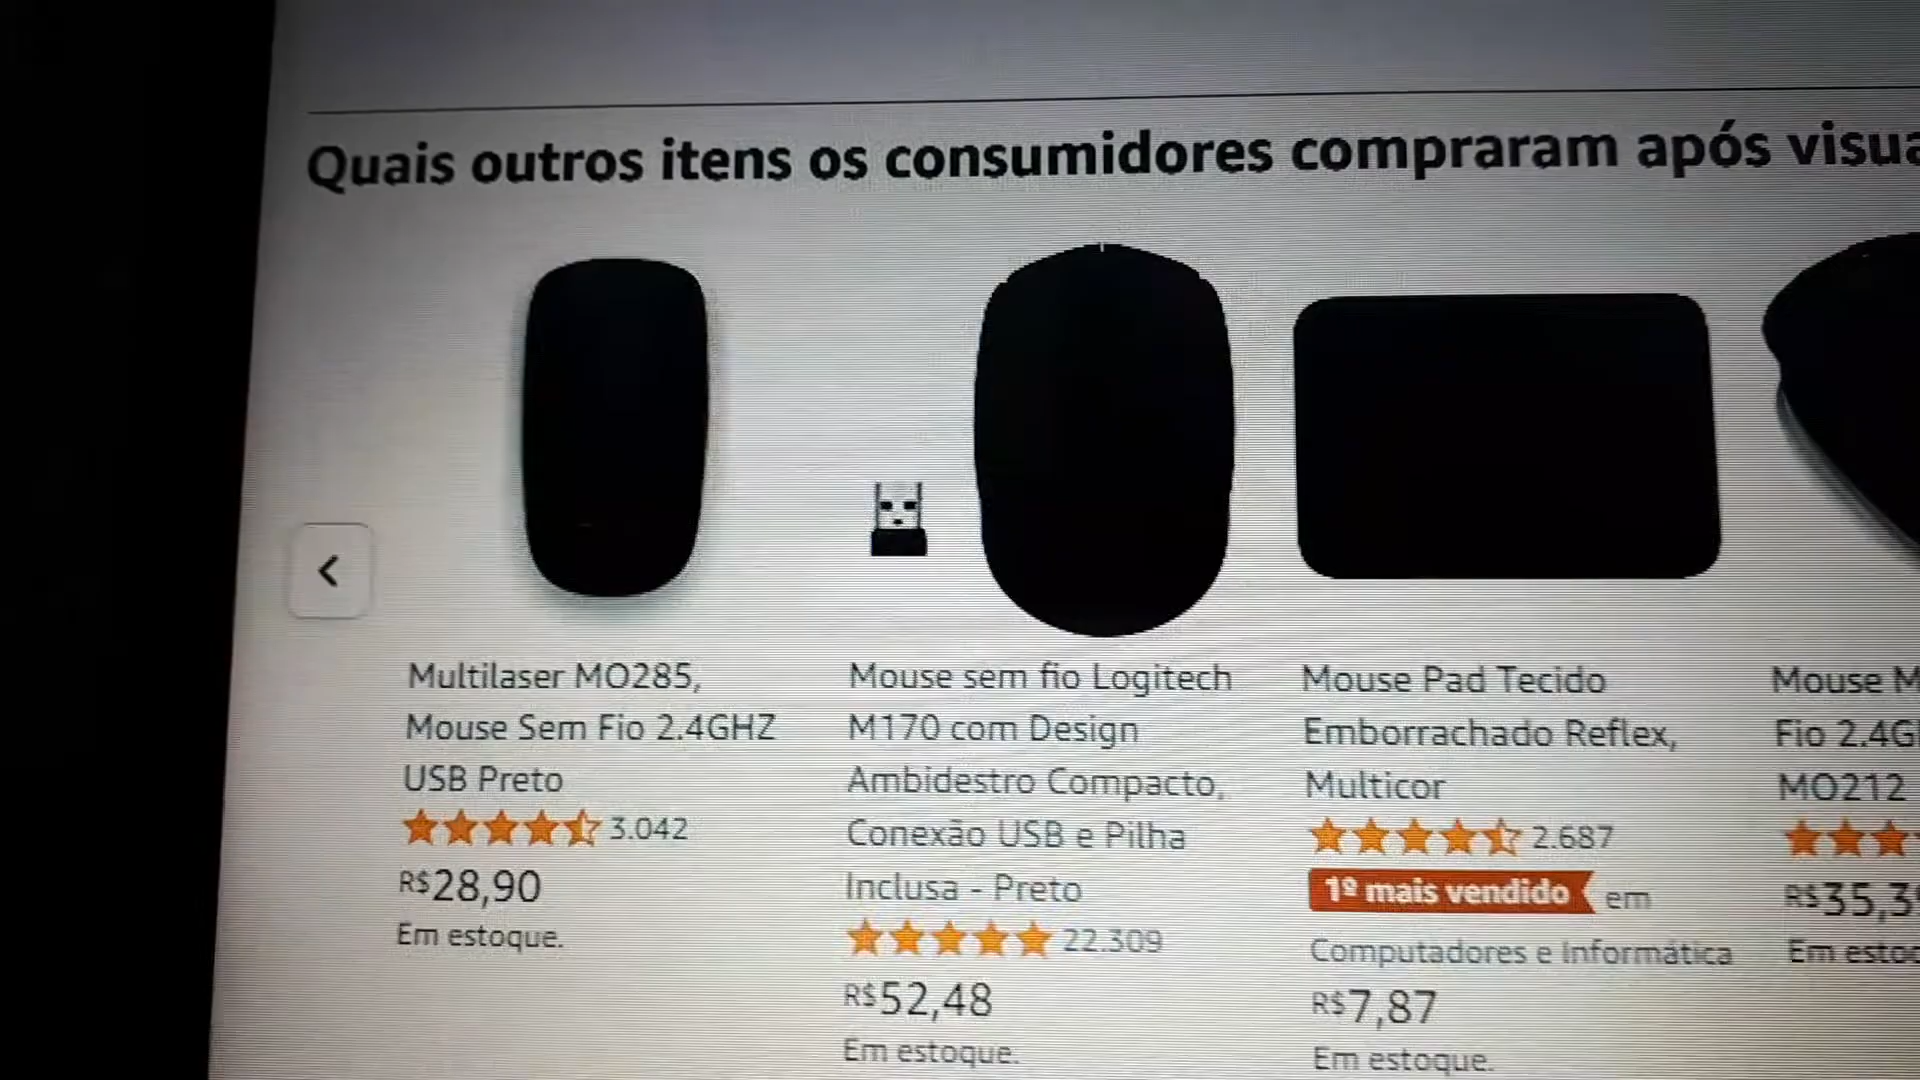 Quais outros itens os consumidores compraram após
Multilaser MO285,
Mouse Sem Fio 2.4GHZ
USB Preto
3.042
R$28,90
Em estoque.
Mouse sem fio Logitech
M170 com Design
Ambidestro Compacto,
Conexão USB e Pilha
Inclusa - Preto
22.309
R$52,48
Em estoque.
Mouse Pad Tecido
Emborrachado Reflex,
Multicor
2.687
1º mais vendido em
Computadores e Informática
R$7,87
Em estoque.
Mouse
Fio
MO212
Em